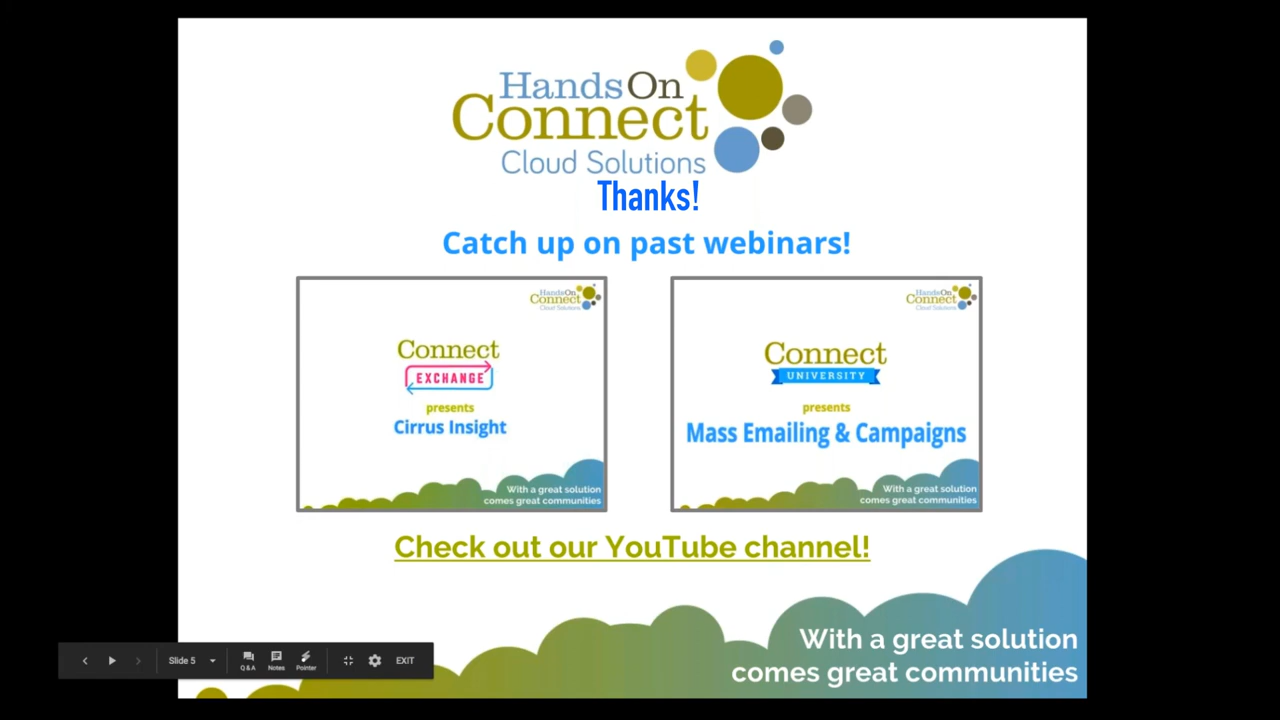 HandsOn
Connect
Cloud Solutions
Thanks!
Catch up on past webinars!
HandsOn
Connect
Cloud Solutions
Connect
EXCHANGE
presents
Cirrus Insight
With a great solution
comes great communities
HandsOn
Connect
Cloud Solutions
Connect
UNIVERSITY
presents
Mass Emailing & Campaigns
With a great solution
comes great communities
Check out our YouTube channel!
With a great solution
comes great communities
Slide 5
Q&A
Notes
Pointer
EXIT